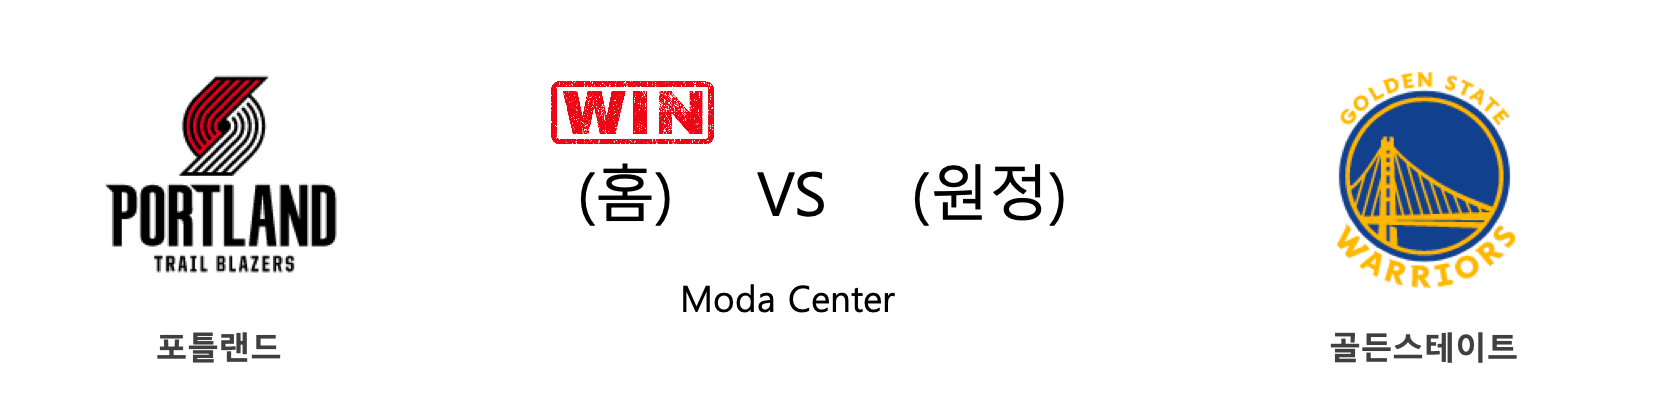 WIN
(홈) VS (원정)
Moda Center
PORTLAND
TRAIL BLAZERS
포틀랜드
GOLDEN STATE
WARRIORS
골든스테이트